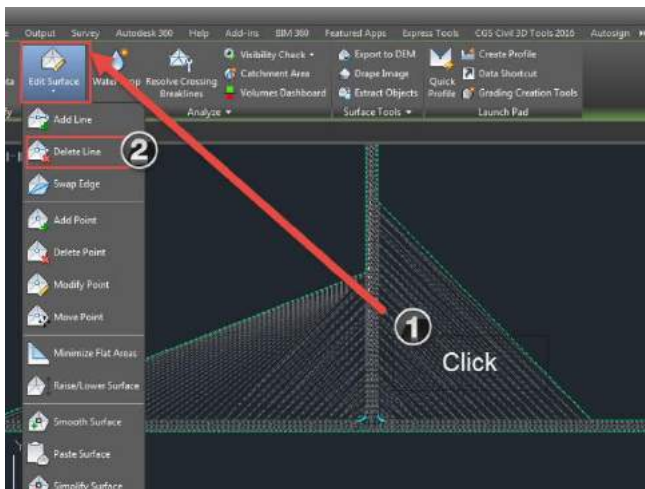 Output Survey Autodesk 360 Help Add-ins BIM 360 Featured Apps Express Tools CGS Civil 3D Tools 2016 Autosign
Edit Surface
Water Drop
Resolve Crossing Breaklines
Visibility Check
Catchment Area
Volumes Dashboard
Analyze
Export to DEM
Drape Image
Extract Objects
Surface Tools
Quick Profile
Create Profile
Data Shortcut
Grading Creation Tools
Launch Pad
Add Line
Delete Line
2
Swap Edge
Add Point
Delete Point
Modify Point
Move Point
Minimize Flat Areas
Raise/Lower Surface
Smooth Surface
Paste Surface
Simplify Surface
1
Click